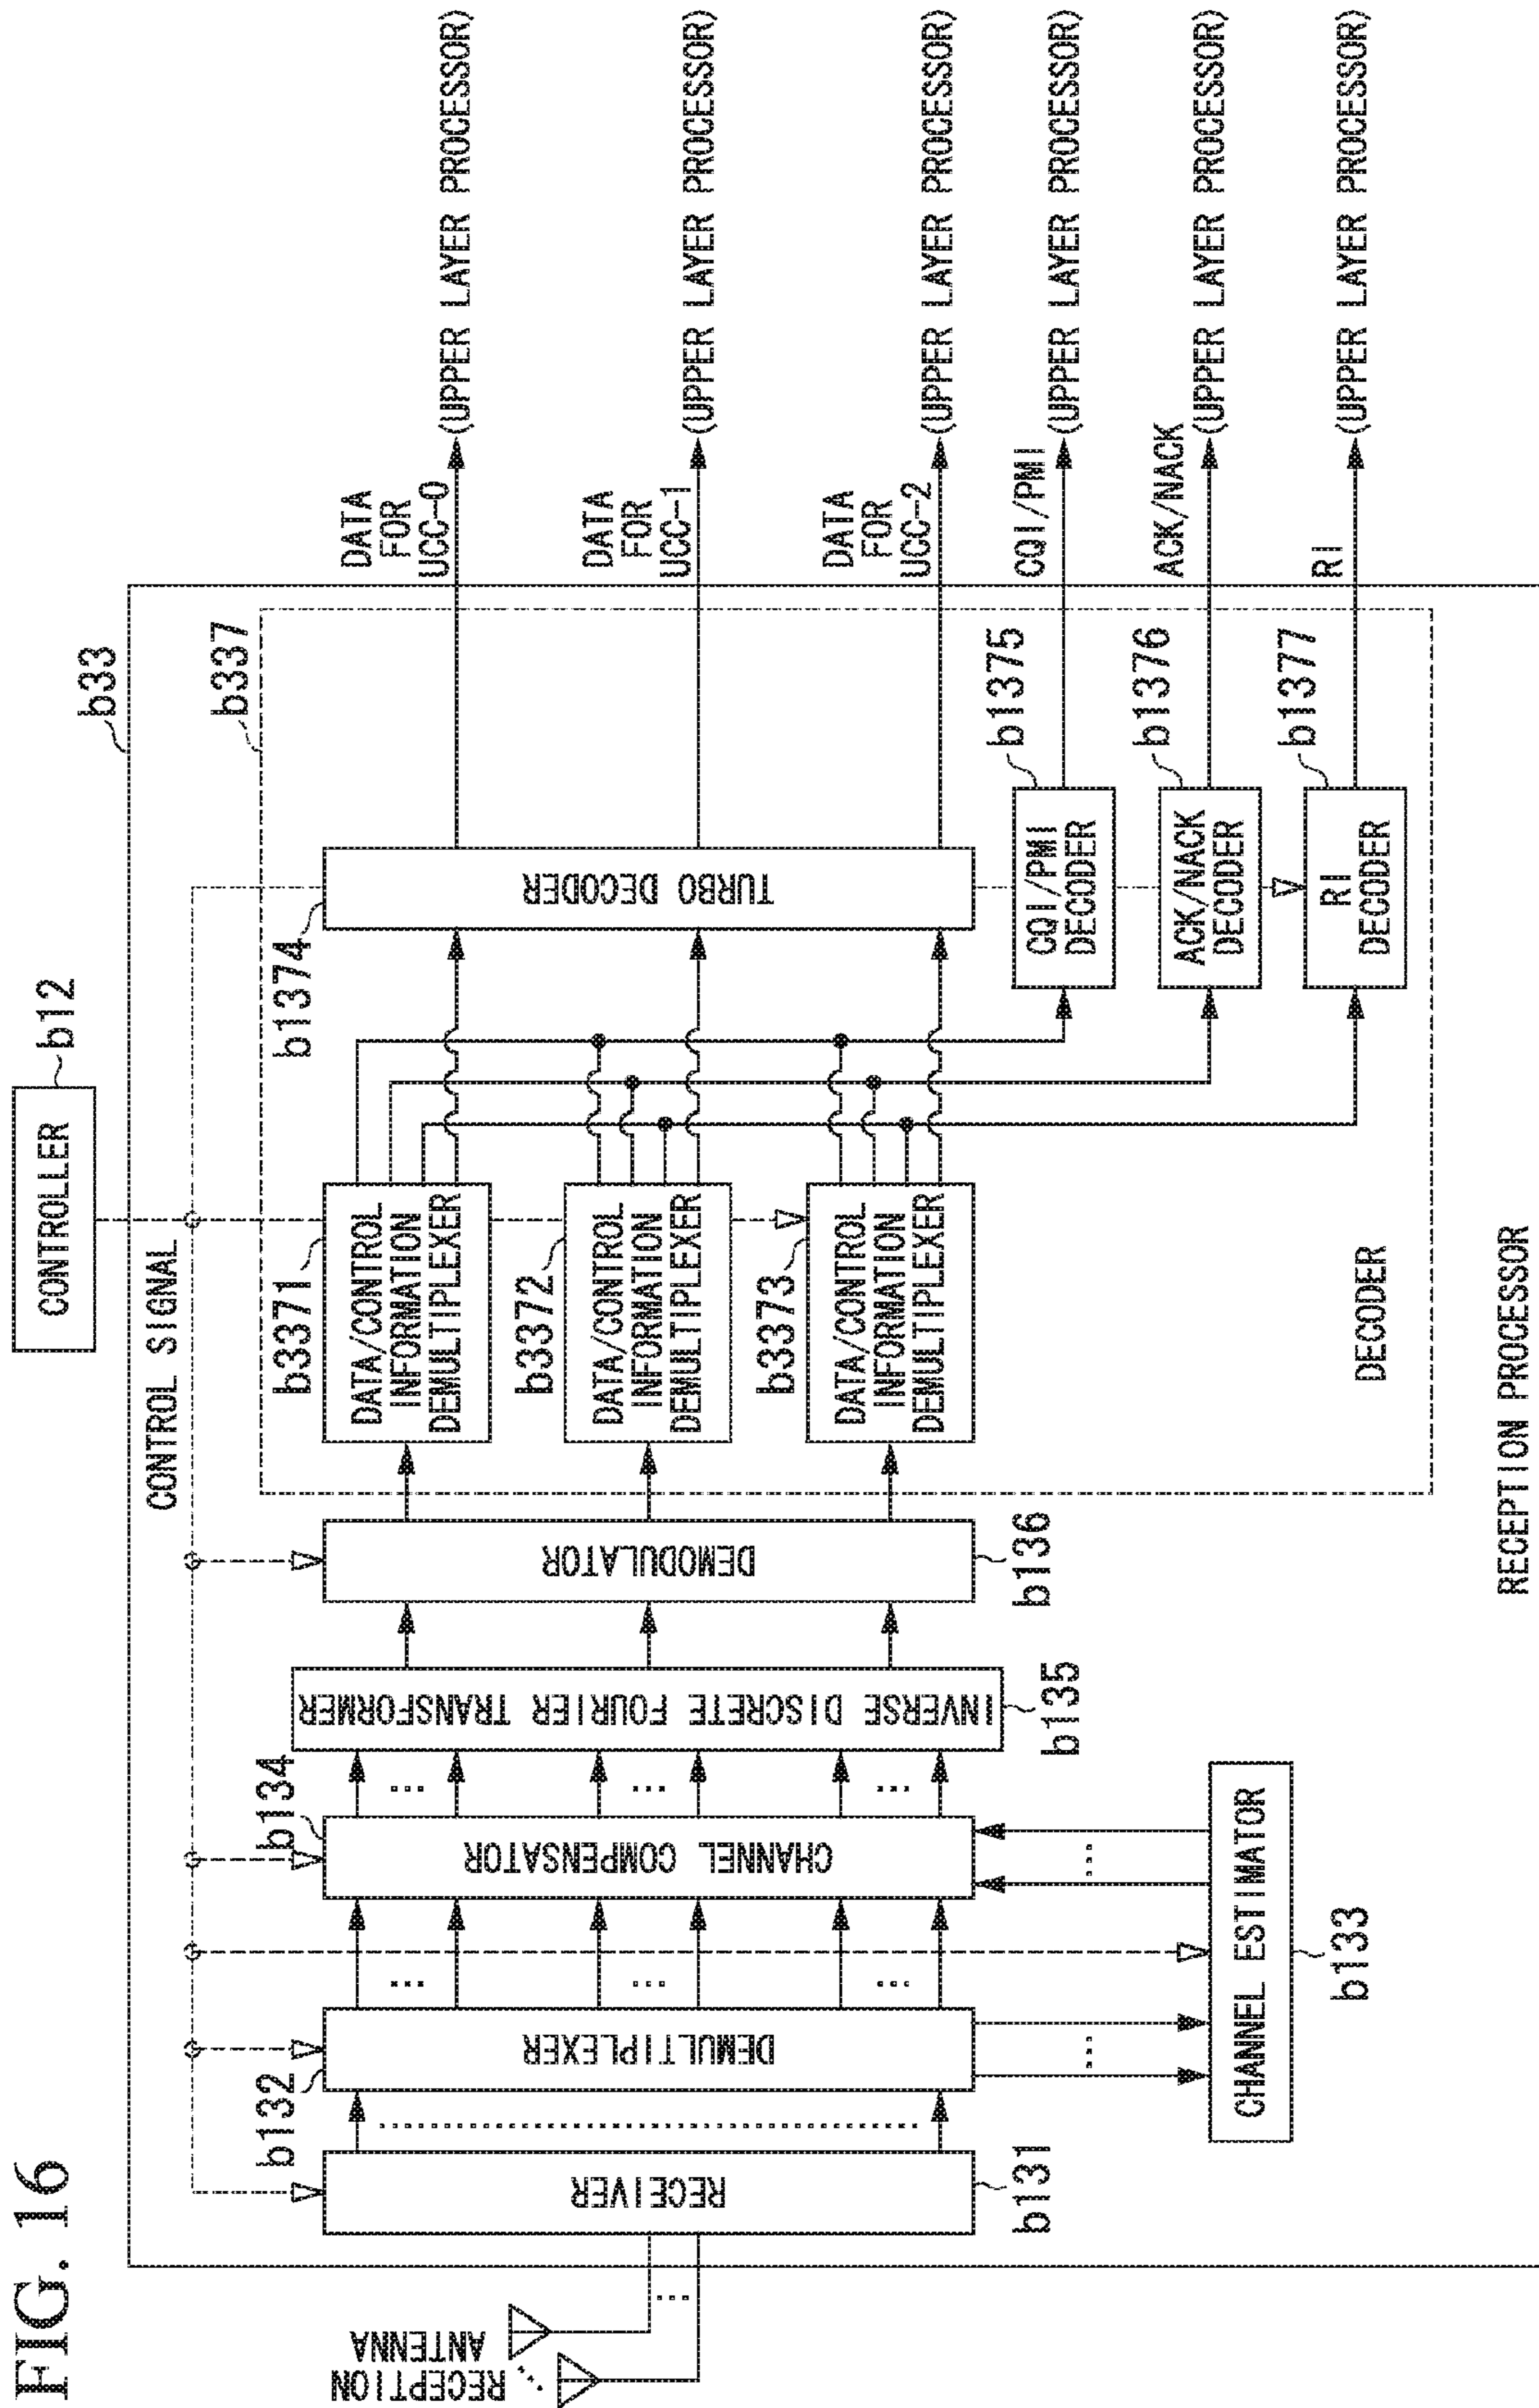 FIG. 16
CONTROLLER
b12
CONTROL SIGNAL
b33
b337
RECEPTION
ANTENNA
RECEIVER
b131
DEMULTIPLEXER
b132
CHANNEL ESTIMATOR
b133
CHANNEL COMPENSATOR
b134
INVERSE DISCRETE FOURIER TRANSFORMER
b135
DEMODULATOR
b136
b3371
DATA/CONTROL
INFORMATION
DEMULTIPLEXER
b3372
DATA/CONTROL
INFORMATION
DEMULTIPLEXER
b3373
DATA/CONTROL
INFORMATION
DEMULTIPLEXER
b1374
TURBO DECODER
CQI/PMI
DECODER
b1375
ACK/NACK
DECODER
b1376
RI
DECODER
b1377
DATA
FOR
UCC-0
(UPPER LAYER PROCESSOR)
DATA
FOR
UCC-1
(UPPER LAYER PROCESSOR)
DATA
FOR
UCC-2
(UPPER LAYER PROCESSOR)
CQI/PMI
(UPPER LAYER PROCESSOR)
ACK/NACK
(UPPER LAYER PROCESSOR)
RI
(UPPER LAYER PROCESSOR)
DECODER
RECEPTION PROCESSOR